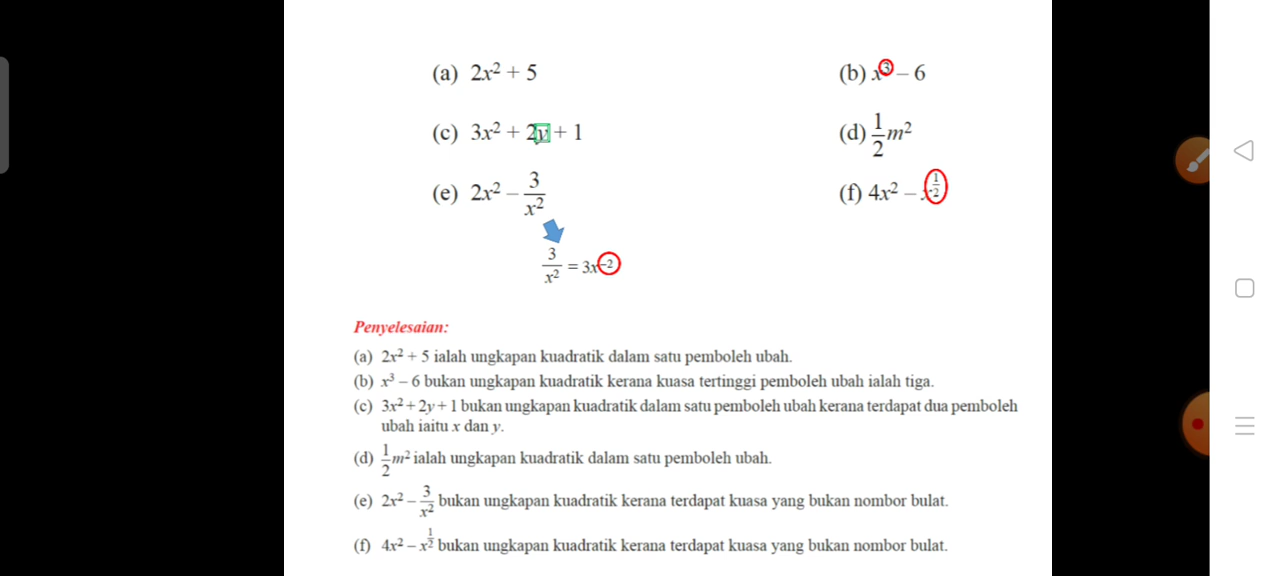 (a) 2x² + 5 (b) x³ – 6
(c) 3x² + 2y + 1 (d) 1/2 m²
(e) 2x² – 3/x² (f) 4x² – x^(1/2)
3/x² = 3x⁻²
Penyelesaian:
(a) 2x² + 5 ialah ungkapan kuadratik dalam satu pemboleh ubah.
(b) x³ – 6 bukan ungkapan kuadratik kerana kuasa tertinggi pemboleh ubah ialah tiga.
(c) 3x² + 2y + 1 bukan ungkapan kuadratik dalam satu pemboleh ubah kerana terdapat dua pemboleh
ubah iaitu x dan y.
(d) 1/2 m² ialah ungkapan kuadratik dalam satu pemboleh ubah.
(e) 2x² – 3/x² bukan ungkapan kuadratik kerana terdapat kuasa yang bukan nombor bulat.
(f) 4x² – x^(1/2) bukan ungkapan kuadratik kerana terdapat kuasa yang bukan nombor bulat.